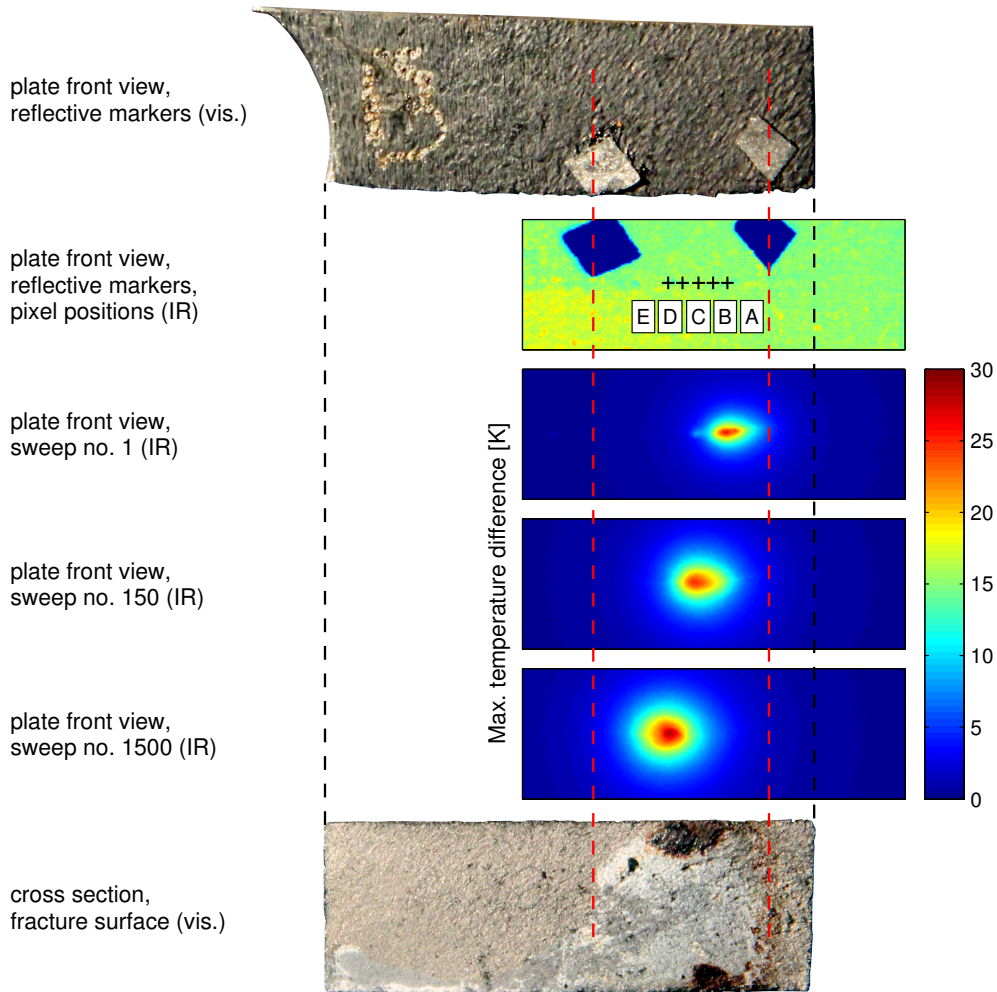 plate front view,
reflective markers (vis.)
plate front view,
reflective markers,
pixel positions (IR)
E D C B A
plate front view,
sweep no. 1 (IR)
plate front view,
sweep no. 150 (IR)
plate front view,
sweep no. 1500 (IR)
Max. temperature difference [K]
30
25
20
15
10
5
0
cross section,
fracture surface (vis.)